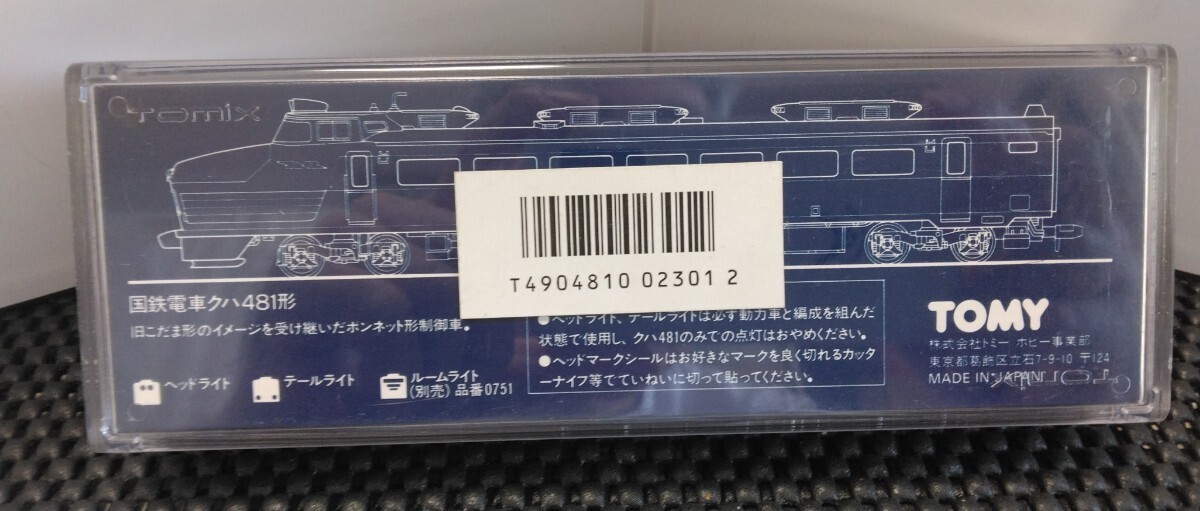 TOMIX
T4904810 02301 2
国鉄電車クハ481形
旧こだま形のイメージを受け継いだボンネット形制御車。
ヘッドライト
テールライト
ルームライト
(別売)品番0751
●ヘッドライト、テールライトは必ず動力車と編成を組んだ
状態で使用し、クハ481のみでの点灯はおやめください。
●ヘッドマークシールはお好きなマークを良く切れるカッタ
ーナイフ等でていねいに切って貼ってください。
TOMY
株式会社トミー ホビー事業部
東京都葛飾区立石7-9-10 〒124
MADE IN JAPAN